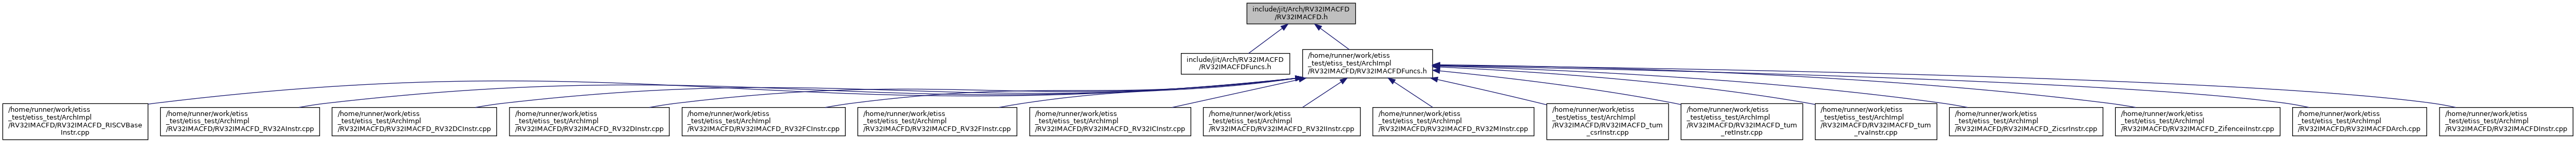 include/jit/Arch/RV32IMACFD
/RV32IMACFD.h
include/jit/Arch/RV32IMACFD
/RV32IMACFDFuncs.h
/home/runner/work/etiss
_test/etiss_test/ArchImpl
/RV32IMACFD/RV32IMACFDFuncs.h
/home/runner/work/etiss
_test/etiss_test/ArchImpl
/RV32IMACFD/RV32IMACFD_RISCVBase
Instr.cpp
/home/runner/work/etiss
_test/etiss_test/ArchImpl
/RV32IMACFD/RV32IMACFD_RV32AInstr.cpp
/home/runner/work/etiss
_test/etiss_test/ArchImpl
/RV32IMACFD/RV32IMACFD_RV32DCInstr.cpp
/home/runner/work/etiss
_test/etiss_test/ArchImpl
/RV32IMACFD/RV32IMACFD_RV32DInstr.cpp
/home/runner/work/etiss
_test/etiss_test/ArchImpl
/RV32IMACFD/RV32IMACFD_RV32FCInstr.cpp
/home/runner/work/etiss
_test/etiss_test/ArchImpl
/RV32IMACFD/RV32IMACFD_RV32FInstr.cpp
/home/runner/work/etiss
_test/etiss_test/ArchImpl
/RV32IMACFD/RV32IMACFD_RV32ICInstr.cpp
/home/runner/work/etiss
_test/etiss_test/ArchImpl
/RV32IMACFD/RV32IMACFD_RV32IInstr.cpp
/home/runner/work/etiss
_test/etiss_test/ArchImpl
/RV32IMACFD/RV32IMACFD_RV32MInstr.cpp
/home/runner/work/etiss
_test/etiss_test/ArchImpl
/RV32IMACFD/RV32IMACFD_tum
_csrInstr.cpp
/home/runner/work/etiss
_test/etiss_test/ArchImpl
/RV32IMACFD/RV32IMACFD_tum
_retInstr.cpp
/home/runner/work/etiss
_test/etiss_test/ArchImpl
/RV32IMACFD/RV32IMACFD_tum
_rvaInstr.cpp
/home/runner/work/etiss
_test/etiss_test/ArchImpl
/RV32IMACFD/RV32IMACFD_ZicsrInstr.cpp
/home/runner/work/etiss
_test/etiss_test/ArchImpl
/RV32IMACFD/RV32IMACFD_ZifenceiInstr.cpp
/home/runner/work/etiss
_test/etiss_test/ArchImpl
/RV32IMACFD/RV32IMACFDArch.cpp
/home/runner/work/etiss
_test/etiss_test/ArchImpl
/RV32IMACFD/RV32IMACFDInstr.cpp